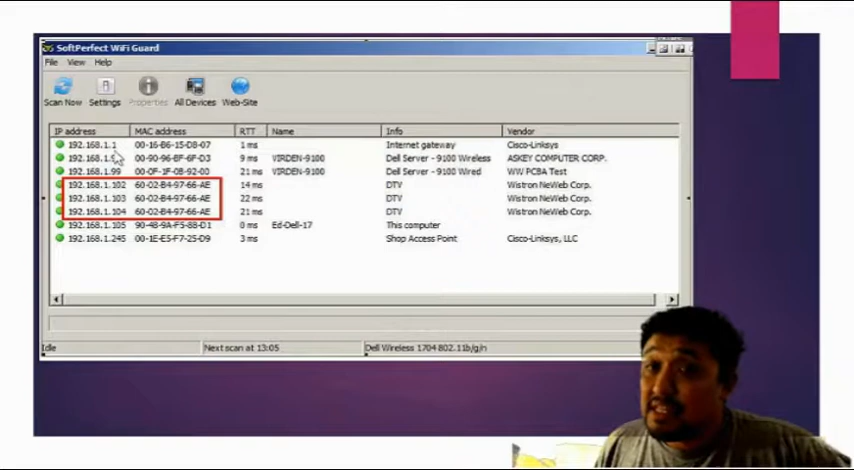 SoftPerfect WiFi Guard
File View Help
Scan Now Settings Properties All Devices Web-Site
IP address MAC address RTT Name Info Vendor
192.168.1.1 00-16-B6-15-D8-07 1 ms Internet gateway Cisco-Linksys
00-90-96-BF-6F-D3 9 ms VIRDEN-9100 Dell Server - 9100 Wireless ASKEY COMPUTER CORP.
192.168.1.99 00-0F-1F-08-92-00 21 ms VIRDEN-9100 Dell Server - 9100 Wired WW PCBA Test
192.168.1.102 60-02-B4-97-66-AE 14 ms DTV Wistron NeWeb Corp.
192.168.1.103 60-02-B4-97-66-AE 22 ms DTV Wistron NeWeb Corp.
192.168.1.104 60-02-B4-97-66-AE 21 ms DTV Wistron NeWeb Corp.
192.168.1.105 90-48-9A-F5-88-D1 0 ms Ed-Dell-17 This computer
192.168.1.245 00-1E-E5-F7-25-D9 3 ms Shop Access Point Cisco-Linksys, LLC
Idle Next scan at 13:05 Dell Wireless 1704 802.11b/g/n